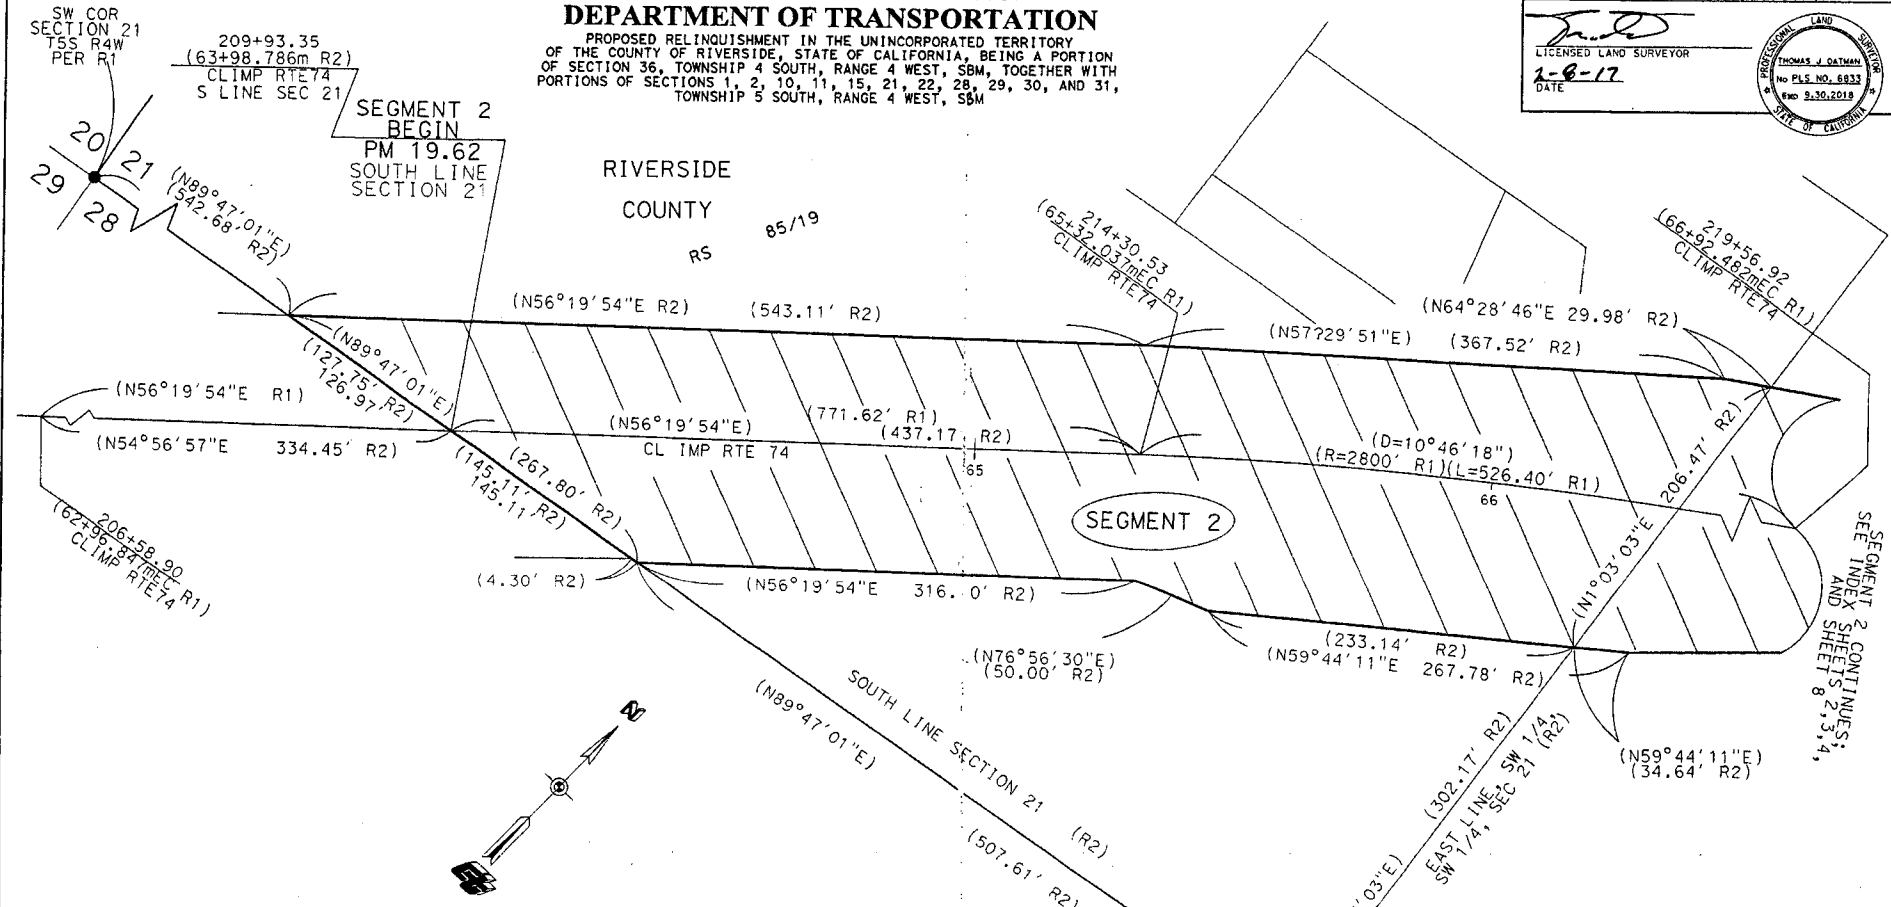 DEPARTMENT OF TRANSPORTATION
PROPOSED RELINQUISHMENT IN THE UNINCORPORATED TERRITORY
OF THE COUNTY OF RIVERSIDE, STATE OF CALIFORNIA, BEING A PORTION
OF SECTION 36, TOWNSHIP 4 SOUTH, RANGE 4 WEST, SBM, TOGETHER WITH
PORTIONS OF SECTIONS 1, 2, 10, 11, 15, 21, 22, 28, 29, 30, AND 31,
TOWNSHIP 5 SOUTH, RANGE 4 WEST, SBM
LICENSED LAND SURVEYOR
2-8-17
DATE
PROFESSIONAL LAND SURVEYOR
THOMAS J OATMAN
No PLS NO. 6833
EXP 9.30.2018
STATE OF CALIFORNIA
SW COR
SECTION 21
T5S R4W
PER R1
209+93.35
(63+98.786m R2)
CLIMP RTE74
S LINE SEC 21
SEGMENT 2
BEGIN
PM 19.62
SOUTH LINE
SECTION 21
20
21
29
28
(N89°47'01"E)
(542.68' R2)
RIVERSIDE
COUNTY
RS 85/19
214+30.53
(65+32.037mEC R1)
CLIMP RTE74
219+56.92
(66+92.482mEC R1)
CLIMP RTE74
(N56°19'54"E R2) (543.11' R2)
(N64°28'46"E 29.98' R2)
(N57?29'51"E) (367.52' R2)
(N89°47'01"E)
(127.75' R2)
126.97'
(N56°19'54"E R1)
(N54°56'57"E 334.45' R2)
(N56°19'54"E)
(771.62' R1)
(437.17' R2)
CL IMP RTE 74
65
(D=10°46'18")
(R=2800' R1)(L=526.40' R1)
66
206.47' R2)
(N1°03'03"E
(267.80' R2)
(145.11' R2)
145.11'
SEGMENT 2
206+58.90
(62+96.847mEC R1)
CLIMP RTE74
(4.30' R2)
(N56°19'54"E 316. 0' R2)
(N76°56'30"E)
(50.00' R2)
(233.14' R2)
(N59°44'11"E 267.78' R2)
(N59°44'11"E)
(34.64' R2)
SEGMENT 2 CONTINUES;
SEE INDEX SHEETS 2,3,4,
AND SHEET 8
SOUTH LINE SECTION 21 (R2)
(N89°47'01"E)
(507.61' R2)
(302.17' R2)
EAST LINE, SW 1/4,
SW 1/4, SEC 21 (R2)
'03"E)
N